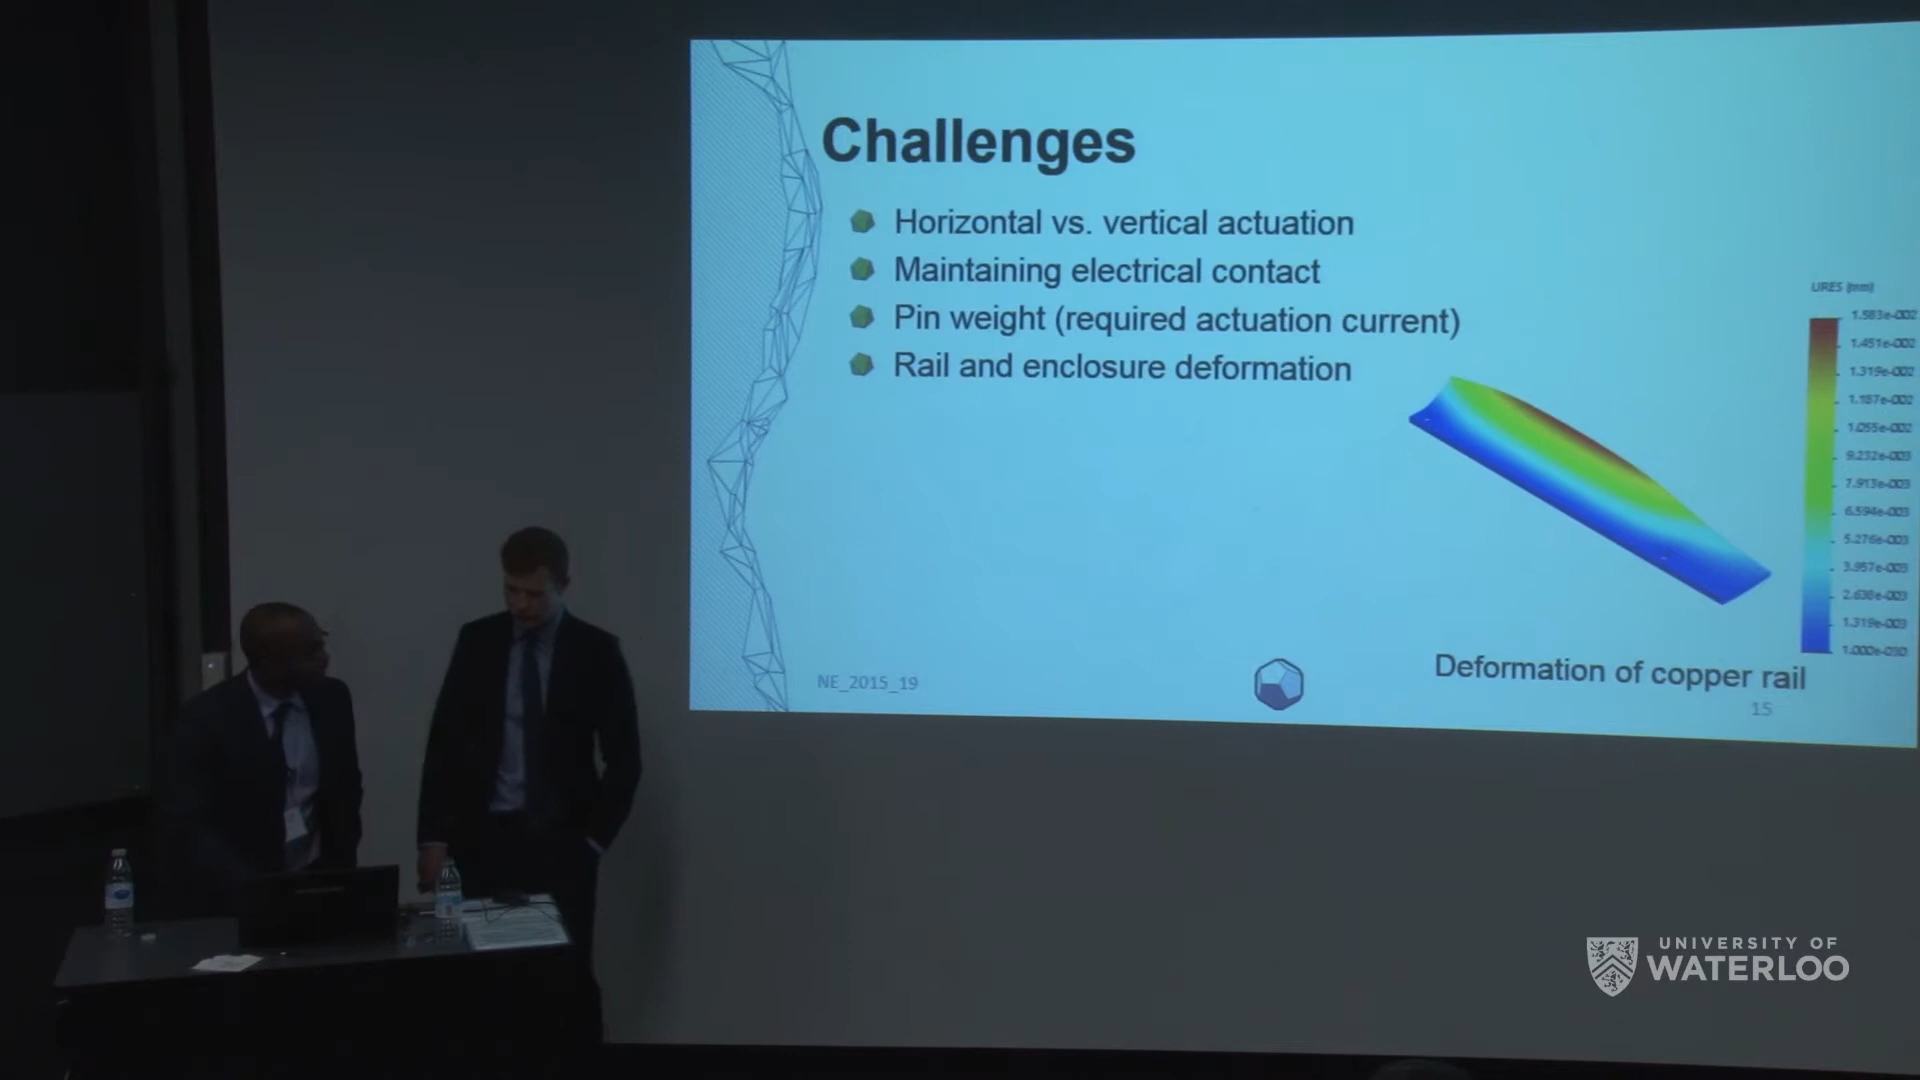 Challenges
Horizontal vs. vertical actuation
Maintaining electrical contact
Pin weight (required actuation current)
Rail and enclosure deformation
URES (mm)
1.583e-002
1.451e-002
1.319e-002
1.187e-002
1.055e-002
9.232e-003
7.913e-003
6.594e-003
5.276e-003
3.957e-003
2.638e-003
1.319e-003
1.000e-030
Deformation of copper rail
NE_2015_19
15
UNIVERSITY OF
WATERLOO